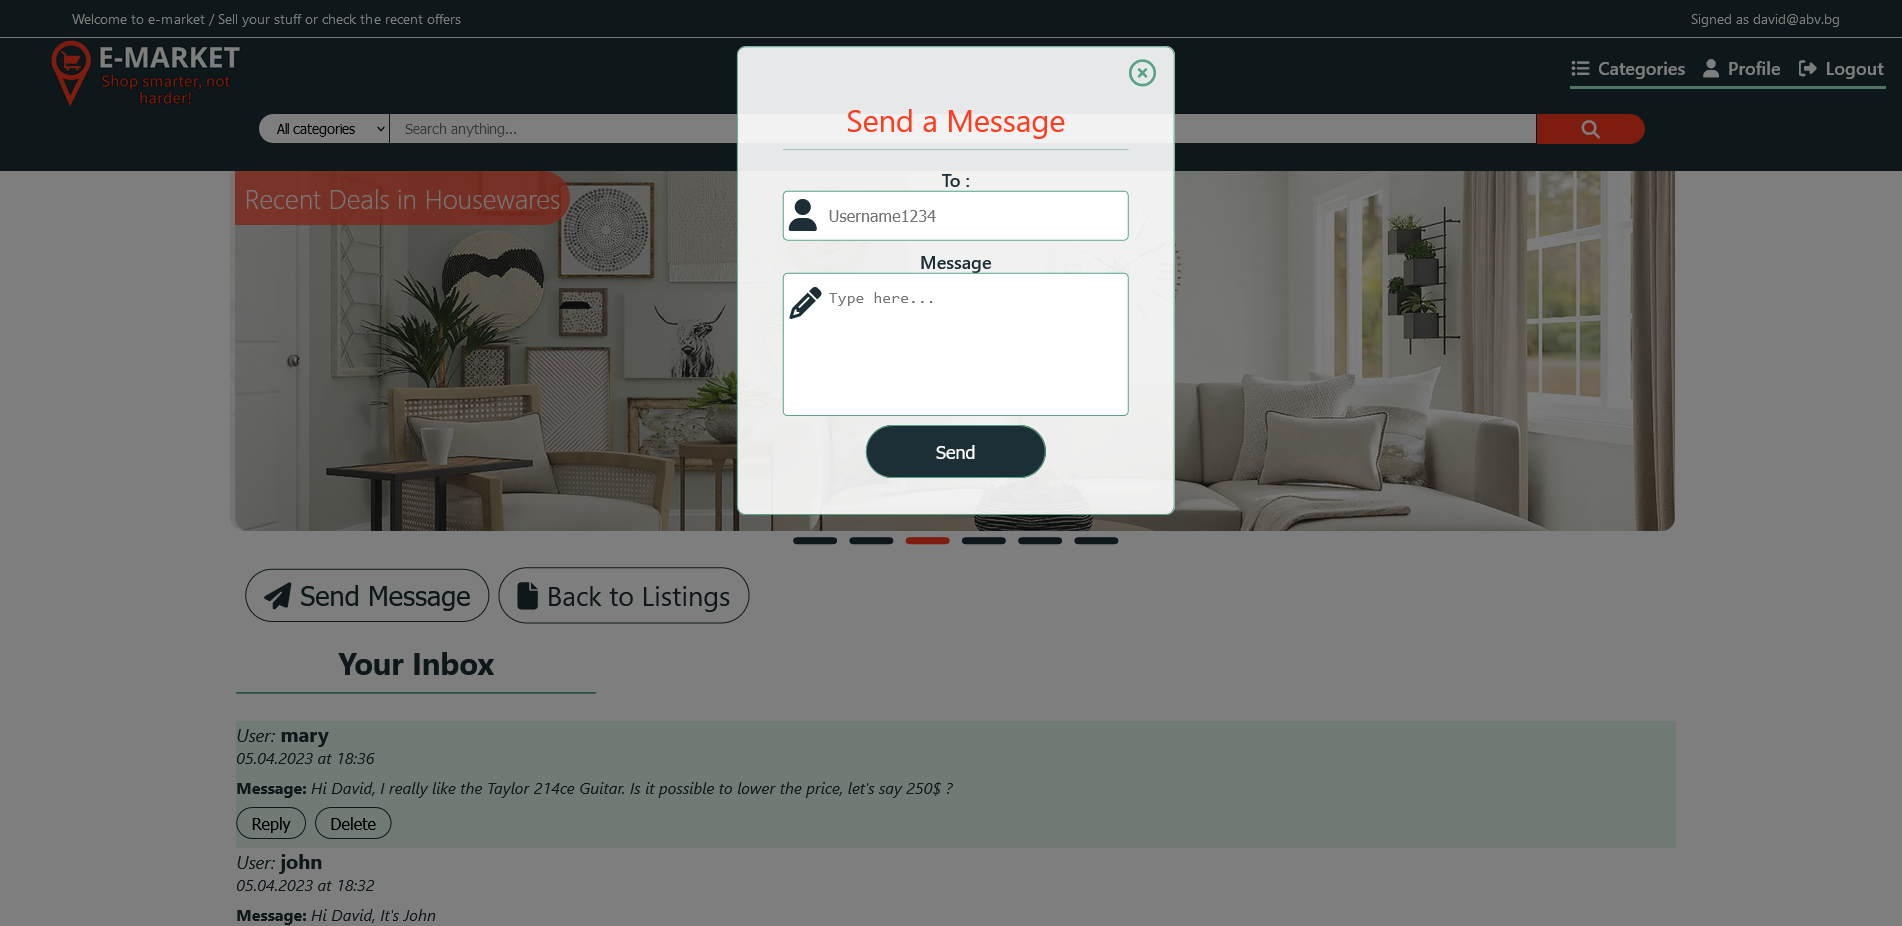 Welcome to e-market / Sell your stuff or check the recent offers
Signed as david@abv.bg
E-MARKET
Shop smarter, not
harder!
Categories Profile Logout
All categories Search anything...
Recent Deals in Housewares
Send a Message
To :
Username1234
Message
Type here...
Send
Send Message Back to Listings
Your Inbox
User: mary
05.04.2023 at 18:36
Message: Hi David, I really like the Taylor 214ce Guitar. Is it possible to lower the price, let's say 250$ ?
Reply Delete
User: john
05.04.2023 at 18:32
Message: Hi David, It's John